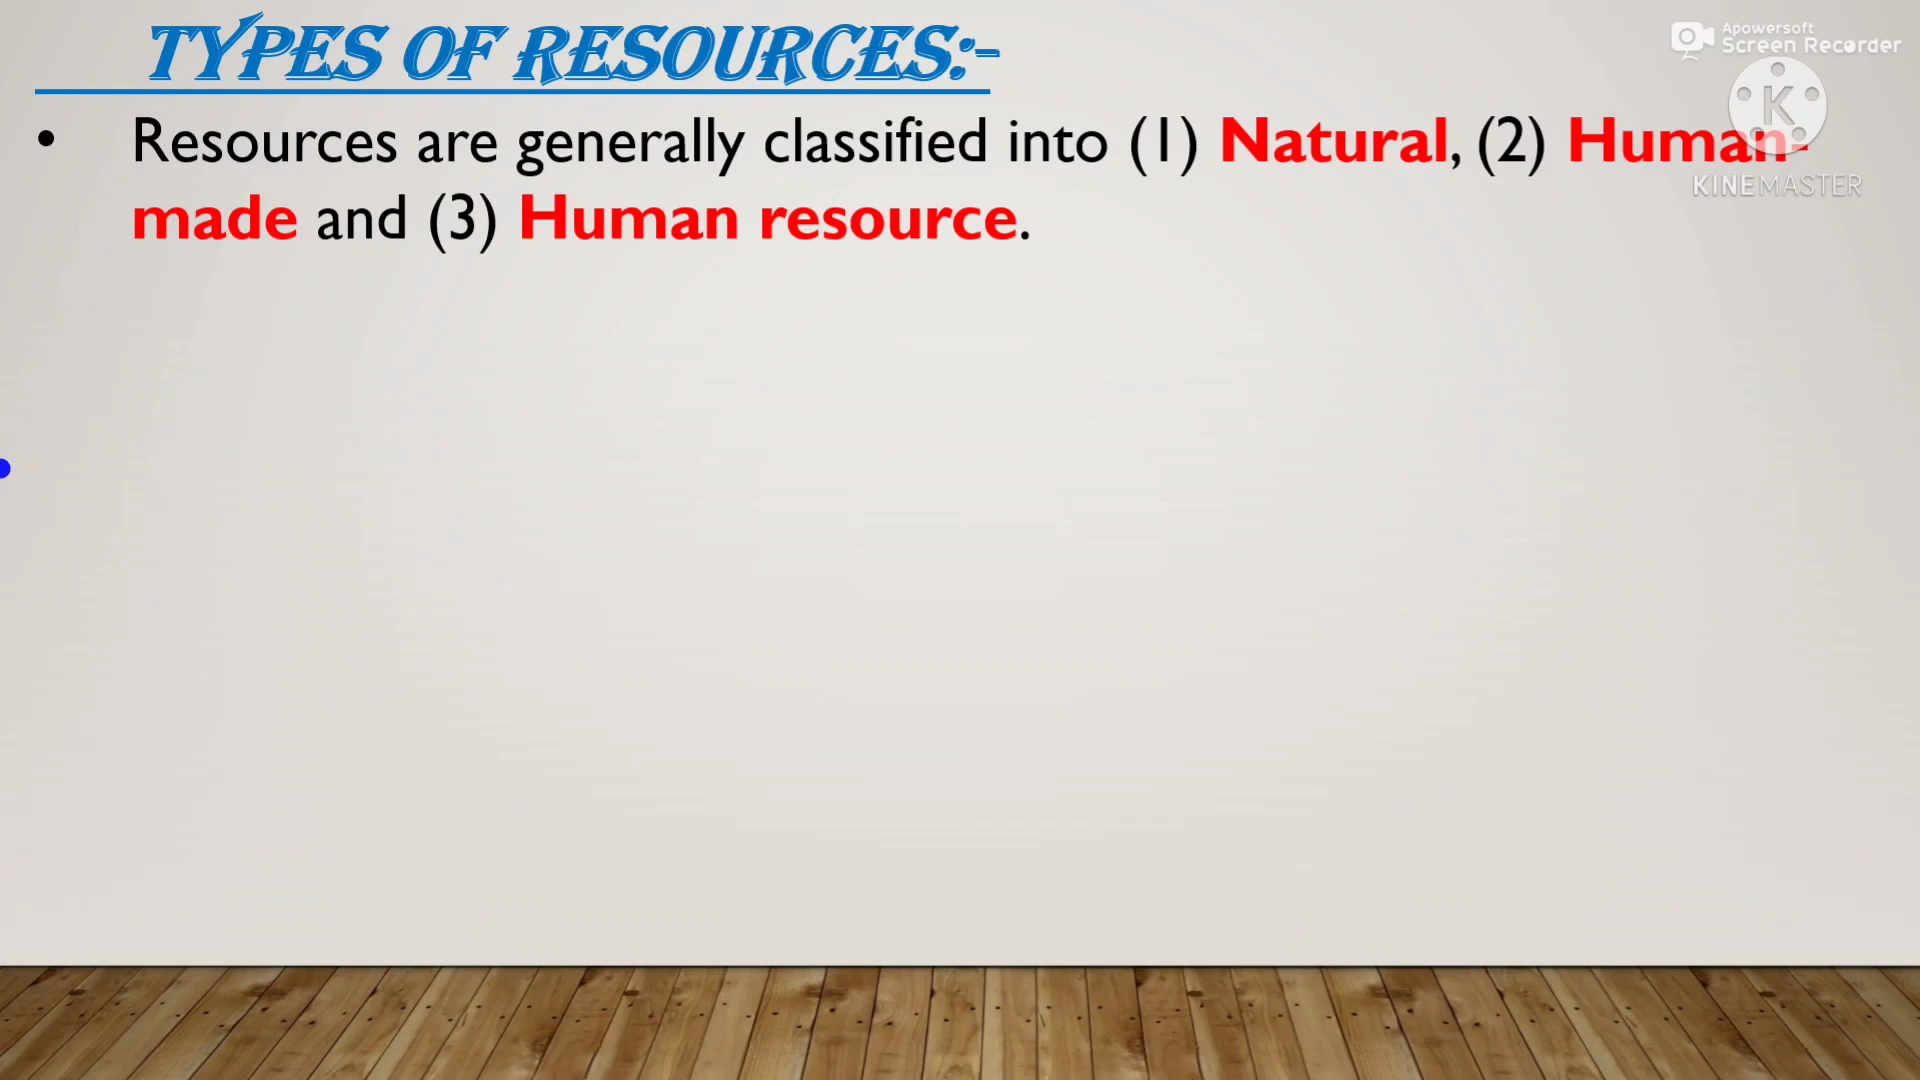 TYPES OF RESOURCES:-
Apowersoft
Screen Recorder
• Resources are generally classified into (1) Natural, (2) Human-
made and (3) Human resource.
K
KINEMASTER